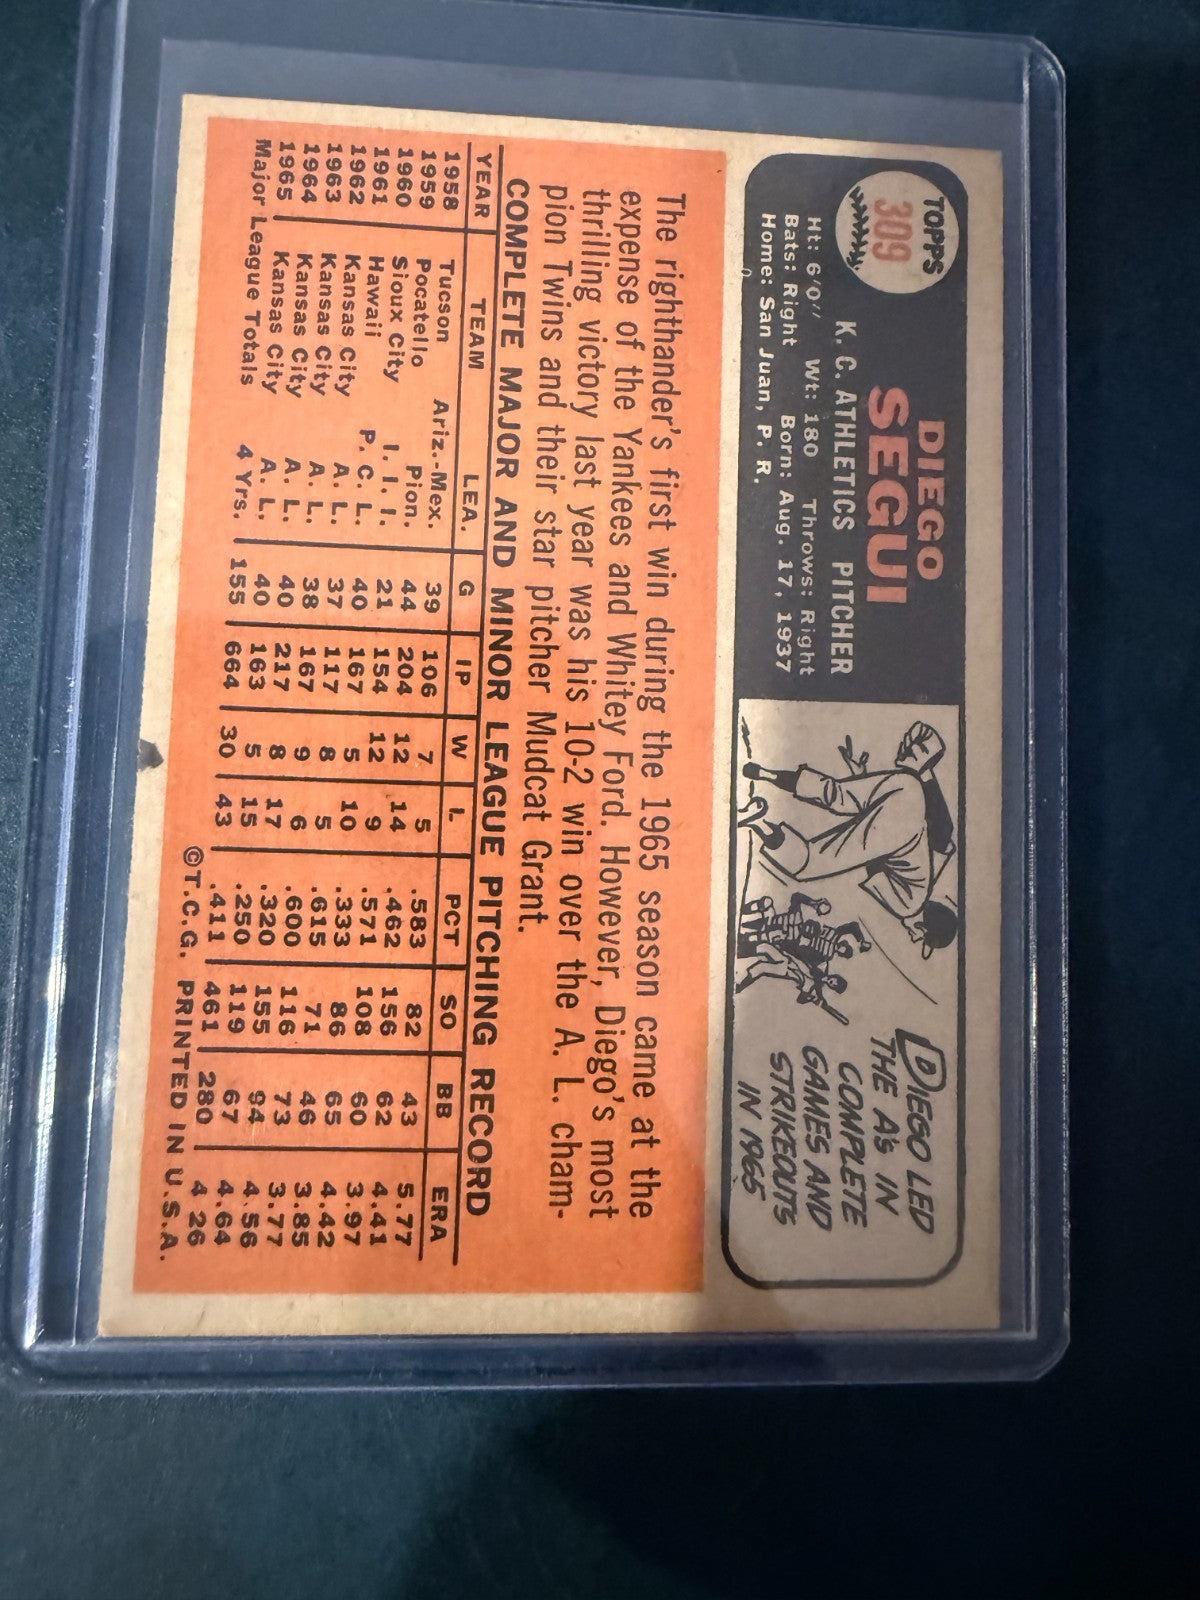 TOPPS
309
DIEGO
SEGUI
K. C. ATHLETICS PITCHER
Ht: 6'0" Wt: 180 Throws: Right
Bats: Right Born: Aug. 17, 1937
Home: San Juan, P. R.
DIEGO LED
THE A's IN
COMPLETE
GAMES AND
STRIKEOUTS
IN 1965
The righthander's first win during the 1965 season came at the
expense of the Yankees and Whitey Ford. However, Diego's most
thrilling victory last year was his 10-2 win over the A. L. cham-
pion Twins and their star pitcher Mudcat Grant.
COMPLETE MAJOR AND MINOR LEAGUE PITCHING RECORD
YEAR TEAM LEA. G IP W L PCT SO BB ERA
1958 Tucson Ariz.-Mex. 39 106 7 5 .583 82 43 5.77
1959 Pocatello Pion. 44 204 12 14 .462 156 62 4.41
1960 Sioux City I. I. I. 21 154 12 9 .571 108 60 3.97
1961 Hawaii P. C. L. 40 167 5 10 .333 86 65 4.42
1962 Kansas City A. L. 37 117 8 5 .615 71 46 3.85
1963 Kansas City A. L. 38 167 9 6 .600 116 73 3.77
1964 Kansas City A. L. 40 217 8 17 .320 155 94 4.56
1965 Kansas City A. L. 40 163 5 15 .250 119 67 4.64
Major League Totals 4 Yrs. 155 664 30 43 .411 461 280 4 26
©T.C.G. PRINTED IN U.S.A.